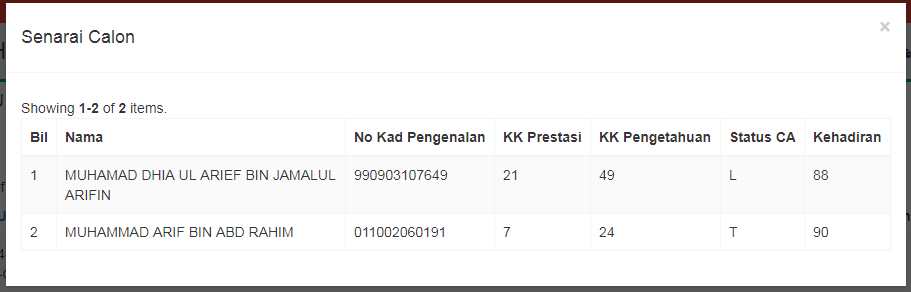 Senarai Calon
×
Showing 1-2 of 2 items.
Bil Nama No Kad Pengenalan KK Prestasi KK Pengetahuan Status CA Kehadiran
1 MUHAMAD DHIA UL ARIEF BIN JAMALUL 990903107649 21 49 L 88
ARIFIN
2 MUHAMMAD ARIF BIN ABD RAHIM 011002060191 7 24 T 90